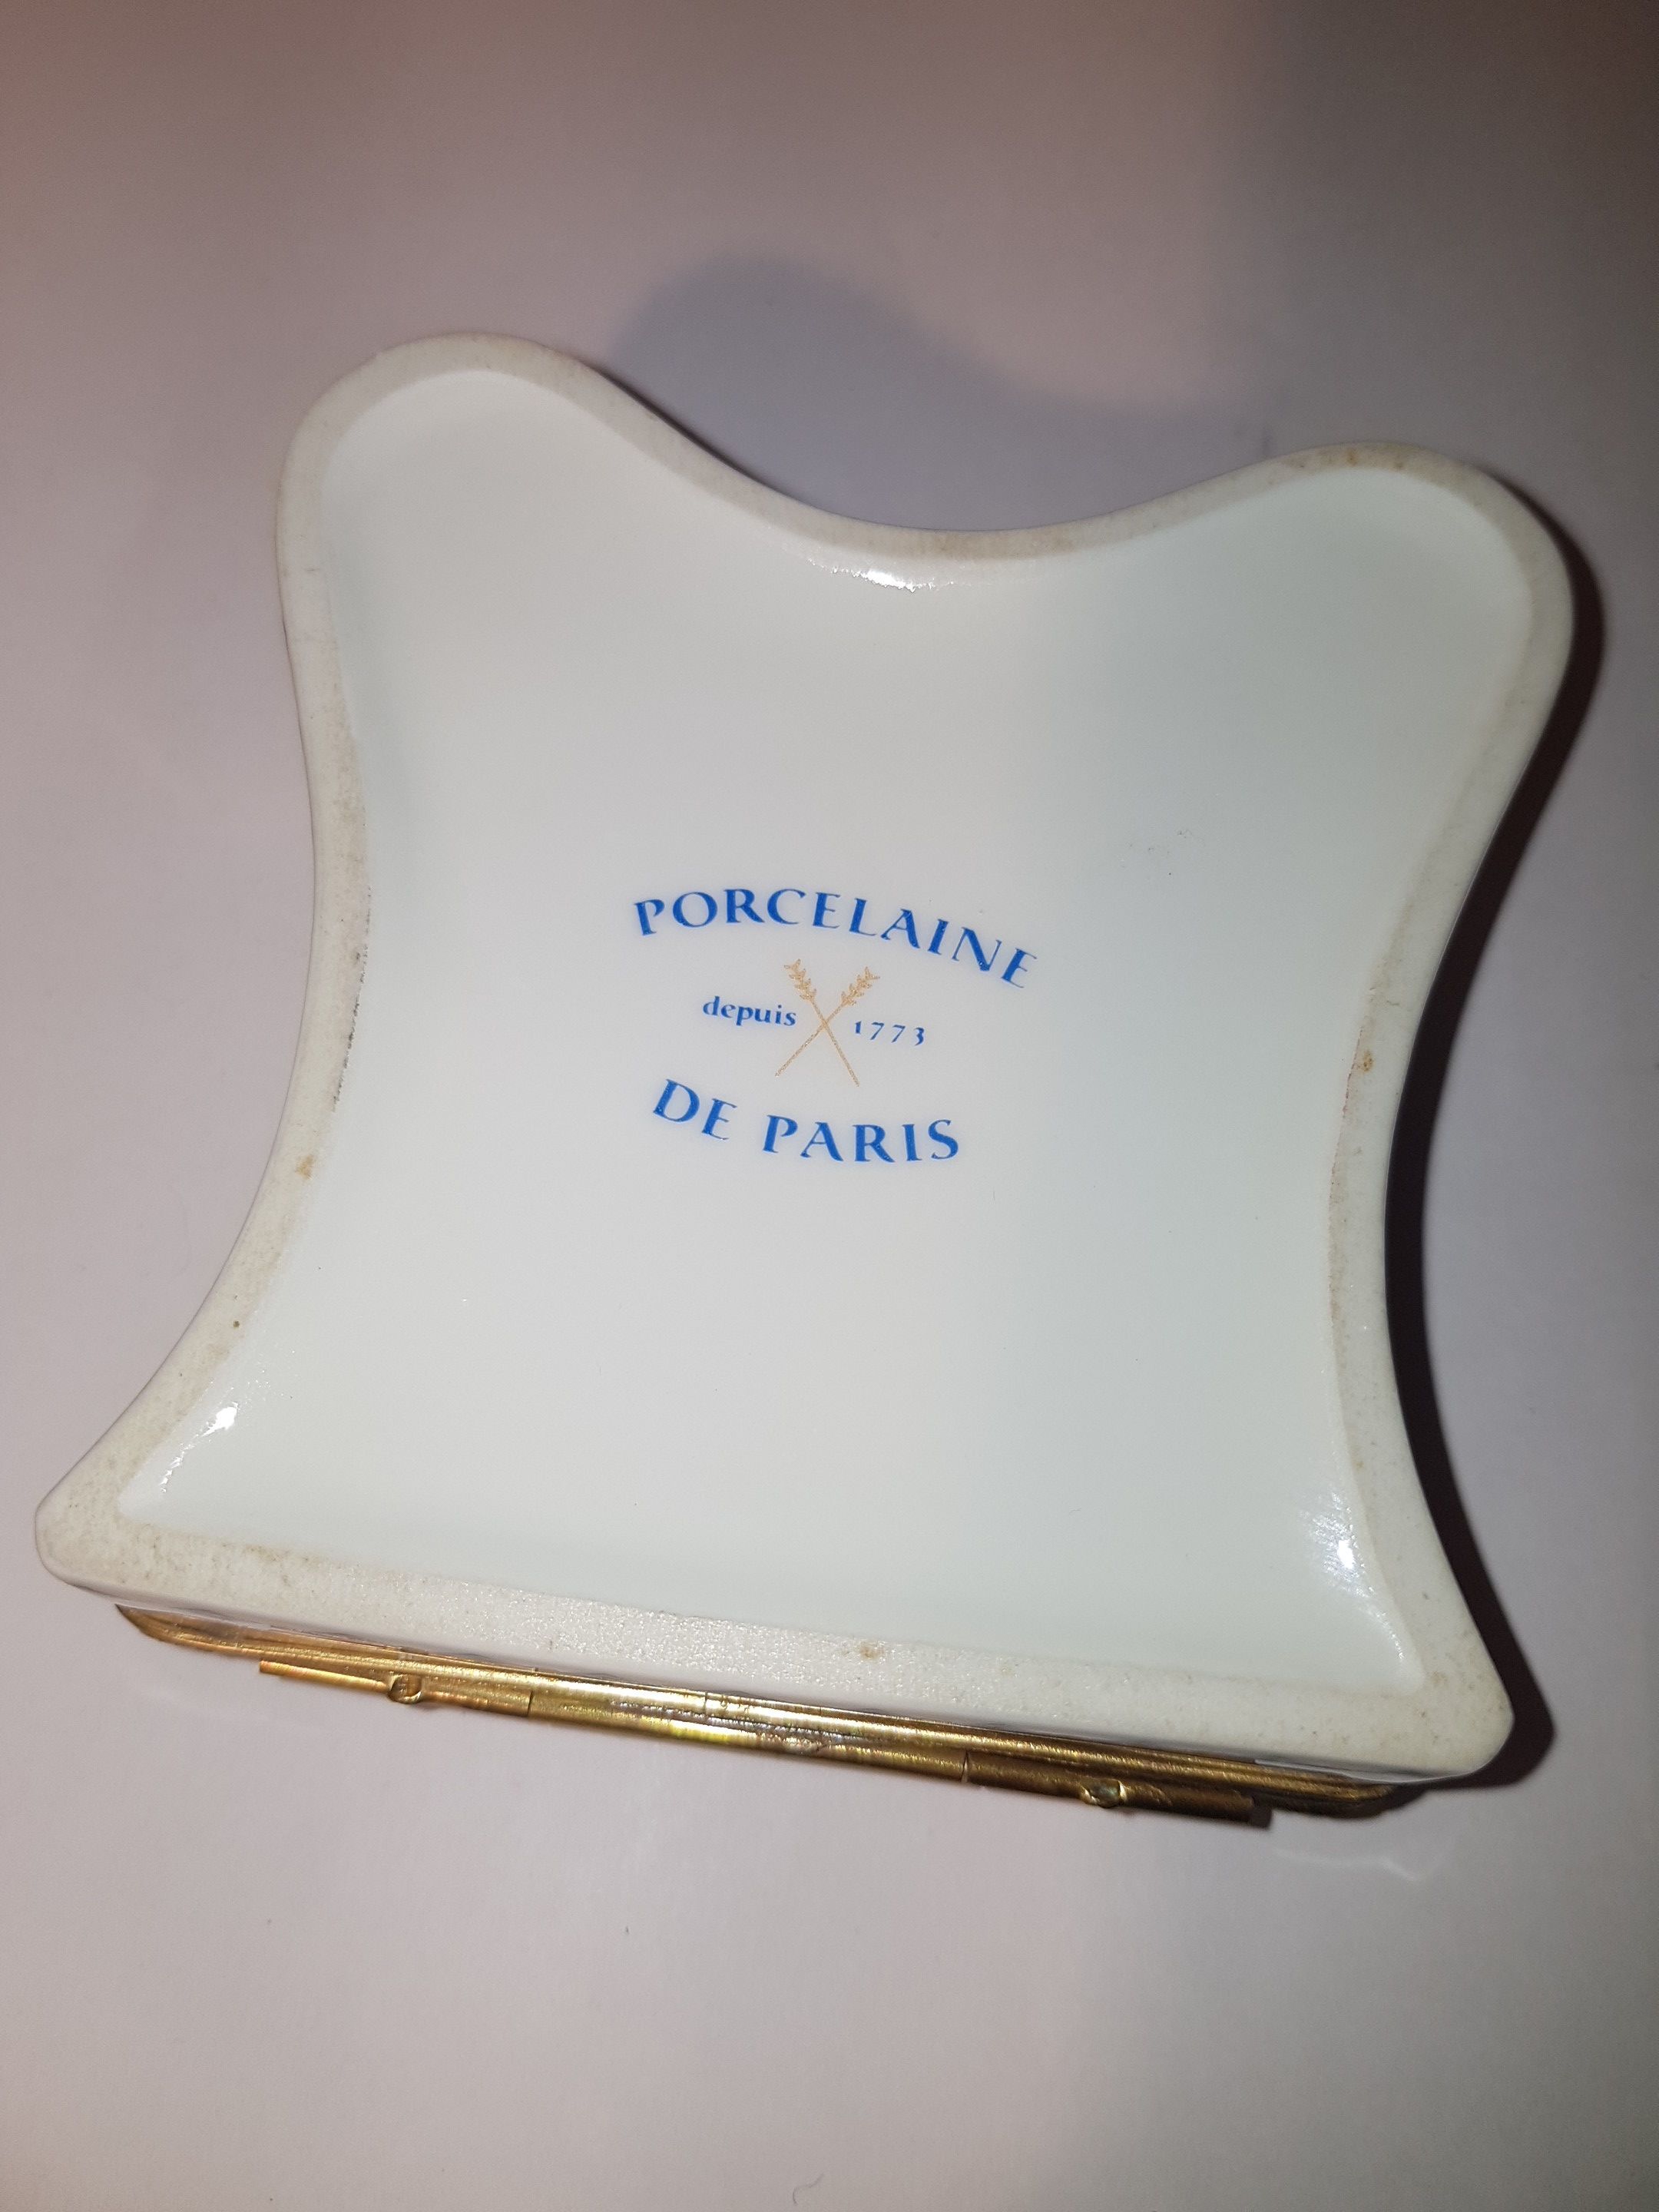 PORCELAINE
depuis 1773
DE PARIS